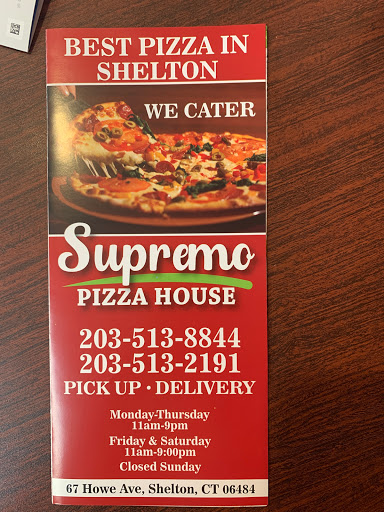 BEST PIZZA IN
SHELTON
WE CATER
Supremo
PIZZA HOUSE
203-513-8844
203-513-2191
PICK UP · DELIVERY
Monday-Thursday
11am-9pm
Friday & Saturday
11am-9:00pm
Closed Sunday
67 Howe Ave, Shelton, CT 06484